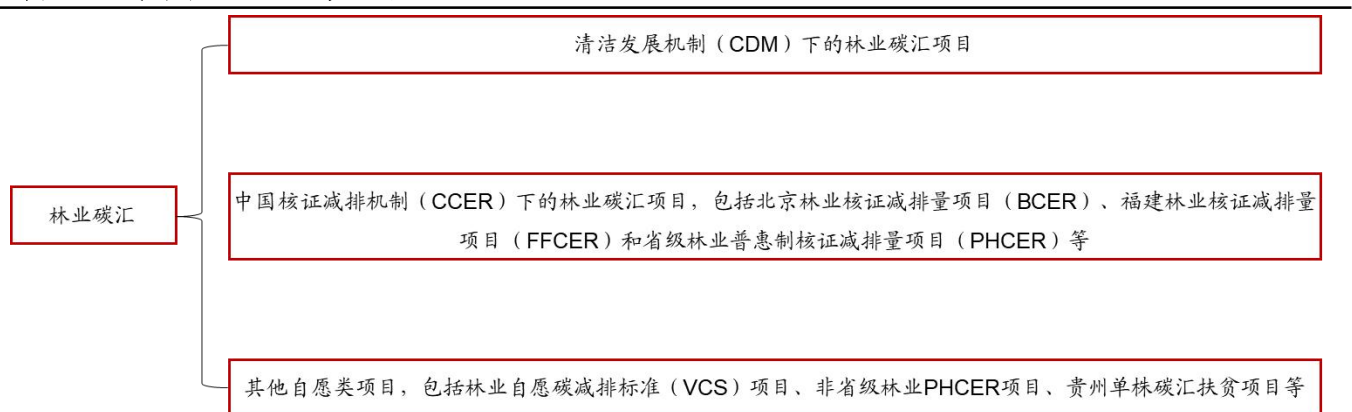 清洁发展机制（CDM）下的林业碳汇项目
林业碳汇
中国核证减排机制（CCER）下的林业碳汇项目，包括北京林业核证减排量项目（BCER）、福建林业核证减排量
项目（FFCER）和省级林业普惠制核证减排量项目（PHCER）等
其他自愿类项目，包括林业自愿碳减排标准（VCS）项目、非省级林业PHCER项目、贵州单株碳汇扶贫项目等